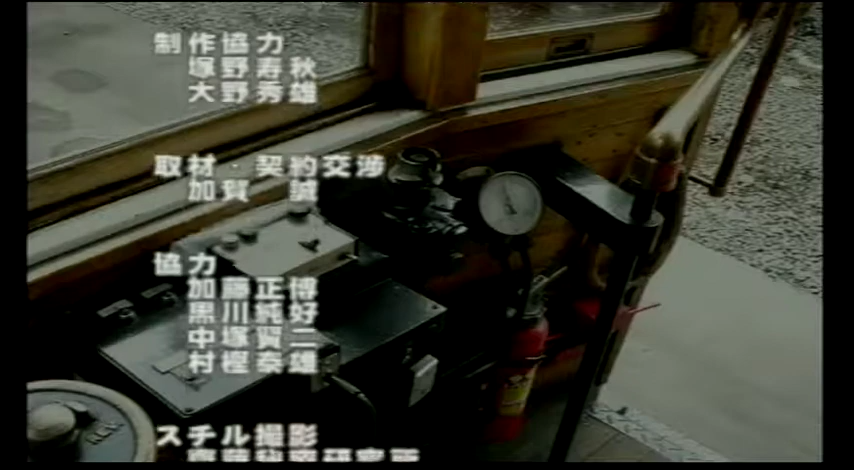 制作協力
塚野寿秋
大野秀雄
取材・契約交渉
加賀 誠
協力
加藤正博
黒川純好
中塚賢二
村樫泰雄
スチル撮影